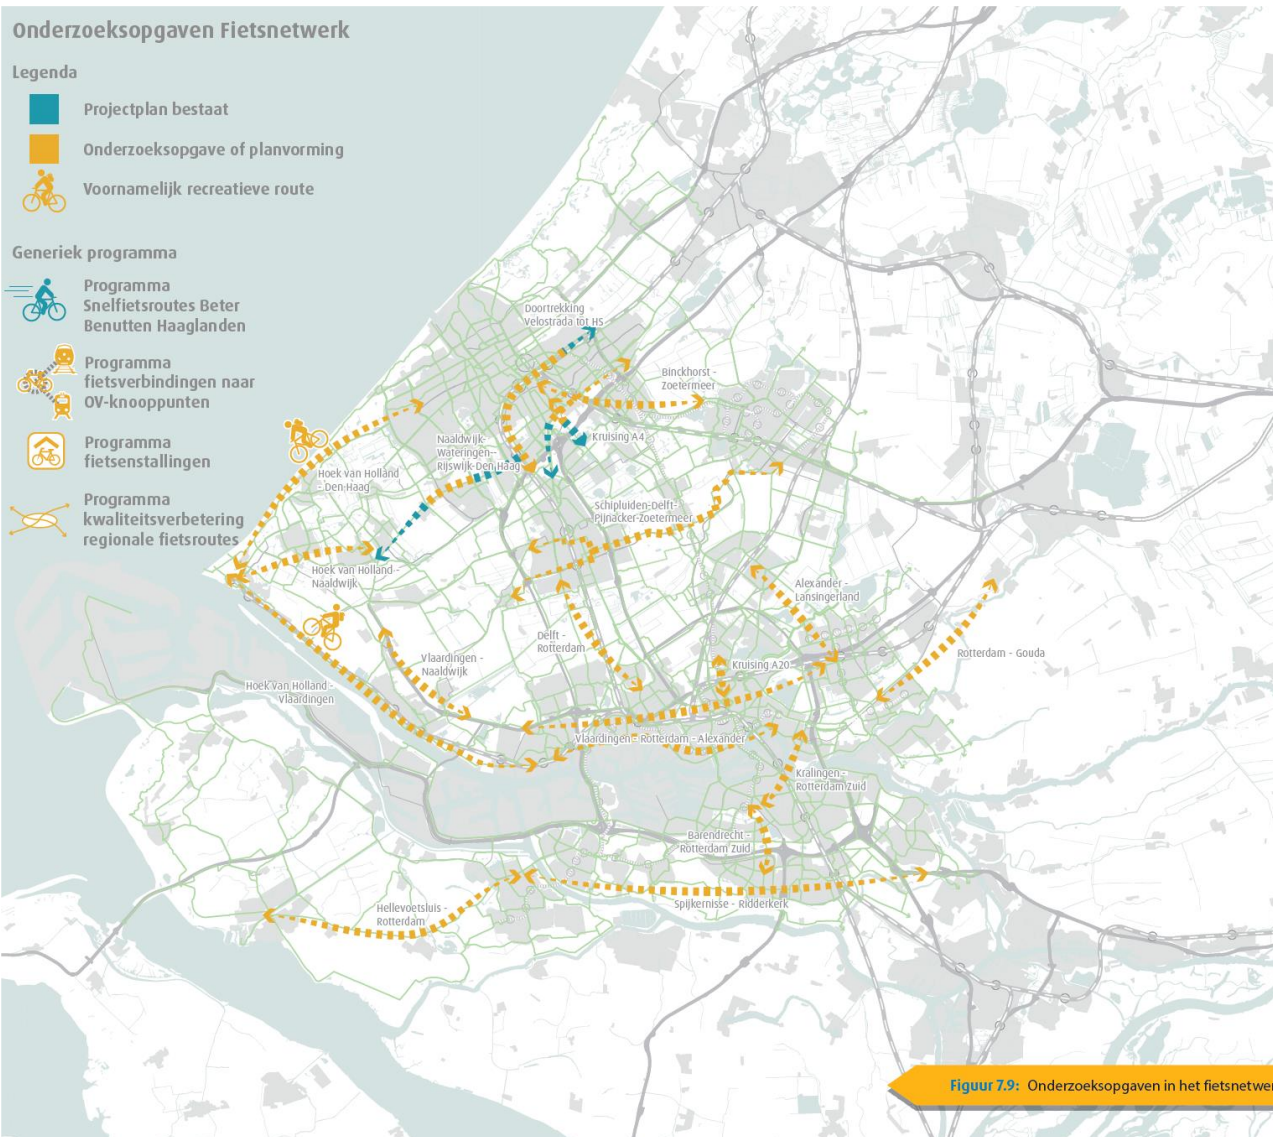 Onderzoeksopgaven Fietsnetwerk
Legenda
Projectplan bestaat
Onderzoeksopgave of planvorming
Voornamelijk recreatieve route
Generiek programma
Programma
Snelfietsroutes Beter
Benutten Haaglanden
Programma
fietsverbindingen naar
OV-knooppunten
Programma
fietsenstallingen
Programma
kwaliteitsverbetering
regionale fietsroutes
Doortrekking -
Velostrada tot HS
Binckhorst -
Zoetermeer
Kruising A4
Naaldwijk-
Wateringen--
Rijswijk-Den Haag
Hoek van Holland
- Den Haag
Schipluiden-Delft-
Pijnacker-Zoetermeer
Hoek van Holland -
Naaldwijk
Alexander -
Lansingerland
Delft -
Rotterdam
Vlaardingen -
Naaldwijk
Kruising A20
Rotterdam - Gouda
Hoek van Holland -
Vlaardingen
Vlaardingen - Rotterdam - Alexander
Kralingen -
Rotterdam Zuid
Barendrecht -
Rotterdam Zuid
Hellevoetsluis -
Rotterdam
Spijkernisse - Ridderkerk
Figuur 7.9: Onderzoeksopgaven in het fietsnetwer